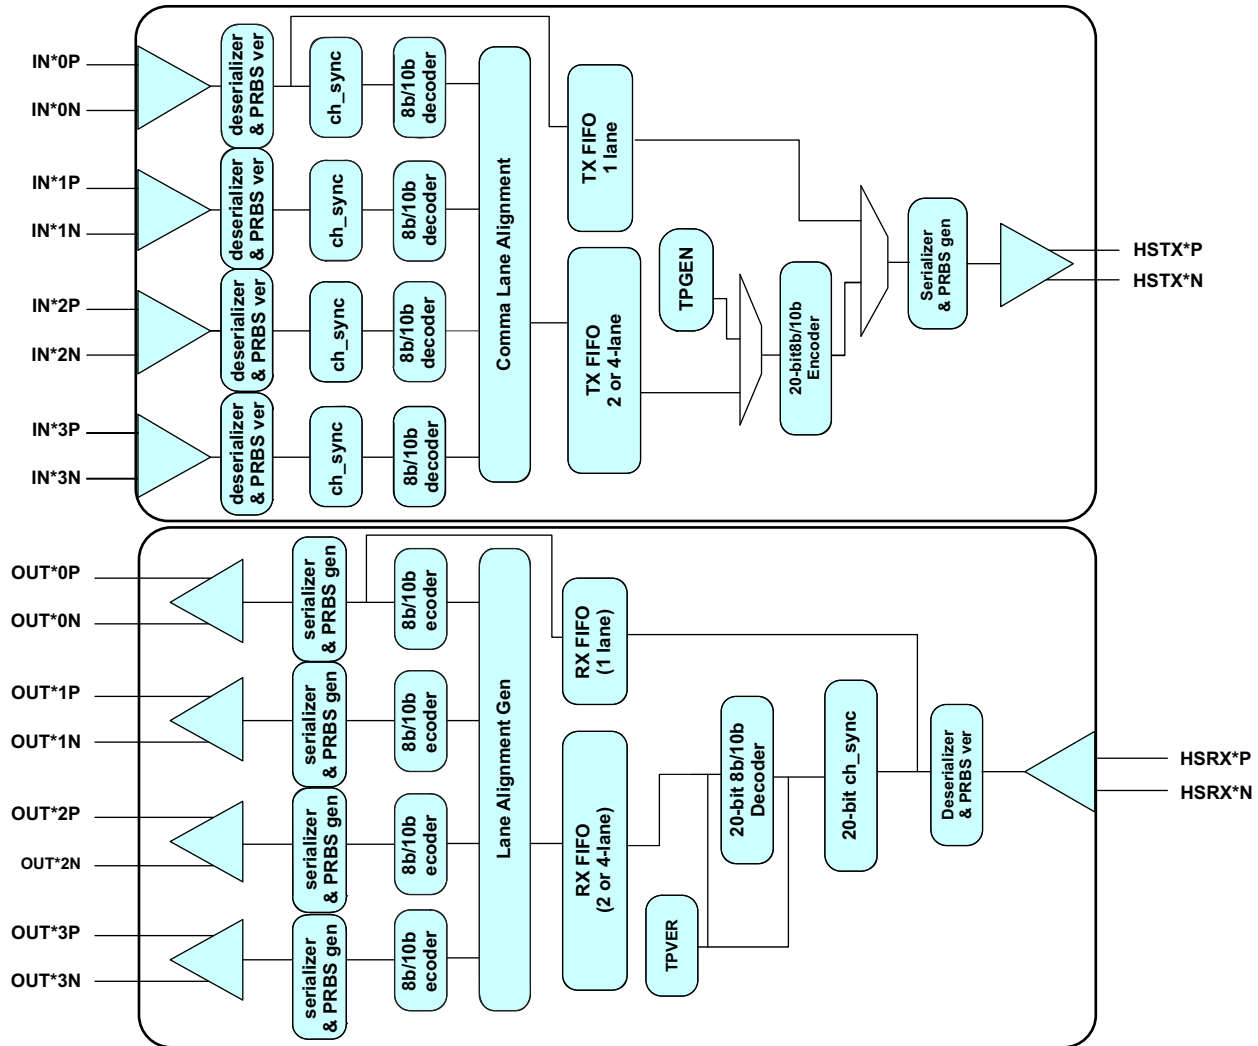 IN*0P
IN*0N
IN*1P
IN*1N
IN*2P
IN*2N
IN*3P
IN*3N
deserializer
& PRBS ver
deserializer
& PRBS ver
deserializer
& PRBS ver
deserializer
& PRBS ver
ch_sync
ch_sync
ch_sync
ch_sync
8b/10b
decoder
8b/10b
decoder
8b/10b
decoder
8b/10b
decoder
Comma Lane Alignment
TX FIFO
1 lane
TX FIFO
2 or 4-lane
TPGEN
20-bit8b/10b
Encoder
Serializer
& PRBS gen
HSTX*P
HSTX*N
OUT*0P
OUT*0N
OUT*1P
OUT*1N
OUT*2P
OUT*2N
OUT*3P
OUT*3N
serializer
& PRBS gen
serializer
& PRBS gen
serializer
& PRBS gen
serializer
& PRBS gen
8b/10b
ecoder
8b/10b
ecoder
8b/10b
ecoder
8b/10b
ecoder
Lane Alignment Gen
RX FIFO
(1 lane)
RX FIFO
(2 or 4-lane)
TPVER
20-bit 8b/10b
Decoder
20-bit ch_sync
Deserializer
& PRBS ver
HSRX*P
HSRX*N